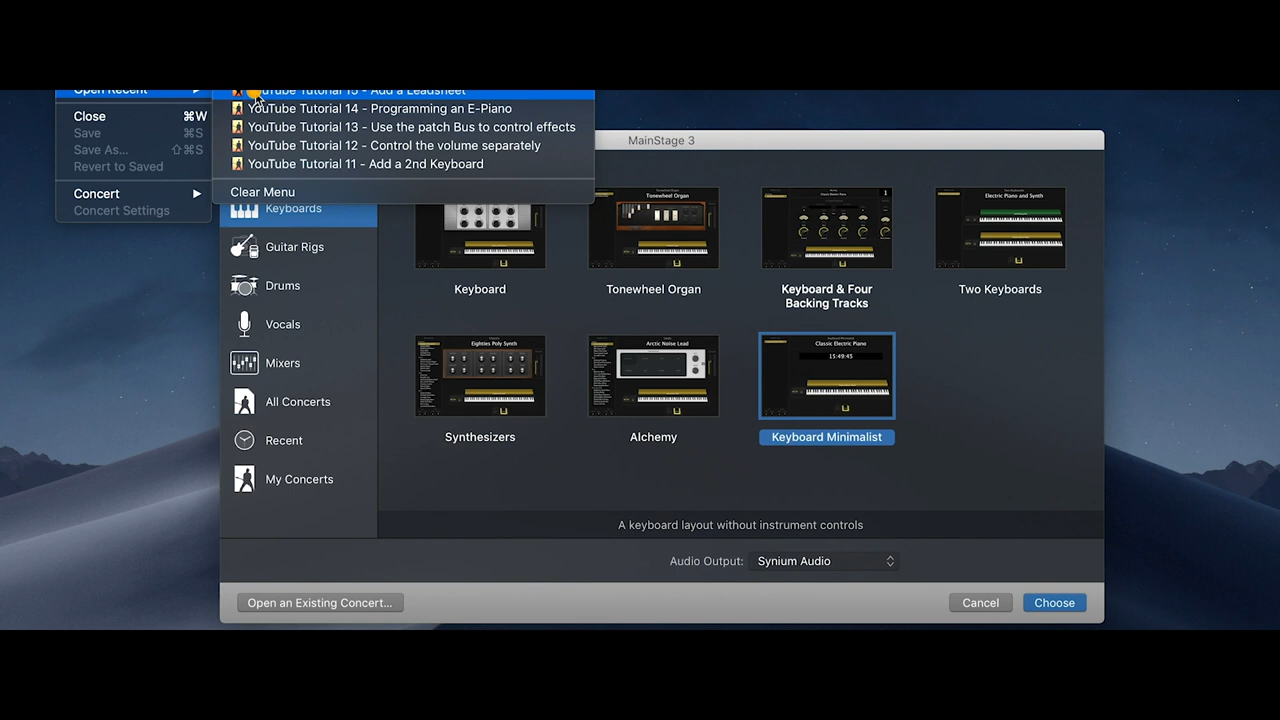 Open Recent
YouTube Tutorial 15 - Add a Leadsheet
YouTube Tutorial 14 - Programming an E-Piano
YouTube Tutorial 13 - Use the patch Bus to control effects
YouTube Tutorial 12 - Control the volume separately
YouTube Tutorial 11 - Add a 2nd Keyboard
Clear Menu
Close ⌘W
Save ⌘S
Save As... ⇧⌘S
Revert to Saved
Concert
Concert Settings
MainStage 3
Keyboards
Guitar Rigs
Drums
Vocals
Mixers
All Concerts
Recent
My Concerts
Tonewheel Organ
Classic Electric Piano
1
Electric Piano and Synth
Keyboard
Tonewheel Organ
Keyboard & Four
Backing Tracks
Two Keyboards
Eighties Poly Synth
Arctic Noise Lead
Classic Electric Piano
15:49:45
Synthesizers
Alchemy
Keyboard Minimalist
A keyboard layout without instrument controls
Audio Output: Synium Audio
Open an Existing Concert...
Cancel
Choose